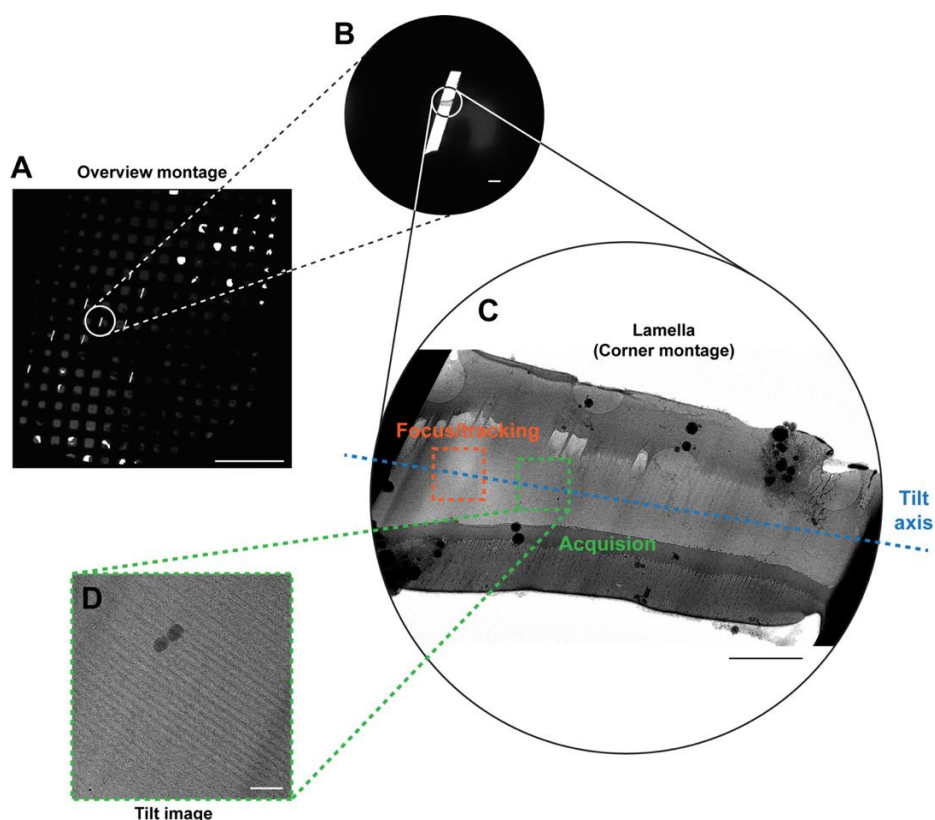 B
A
Overview montage
C
Lamella
(Corner montage)
Focus/tracking
Tilt
axis
Acquision
D
Tilt image